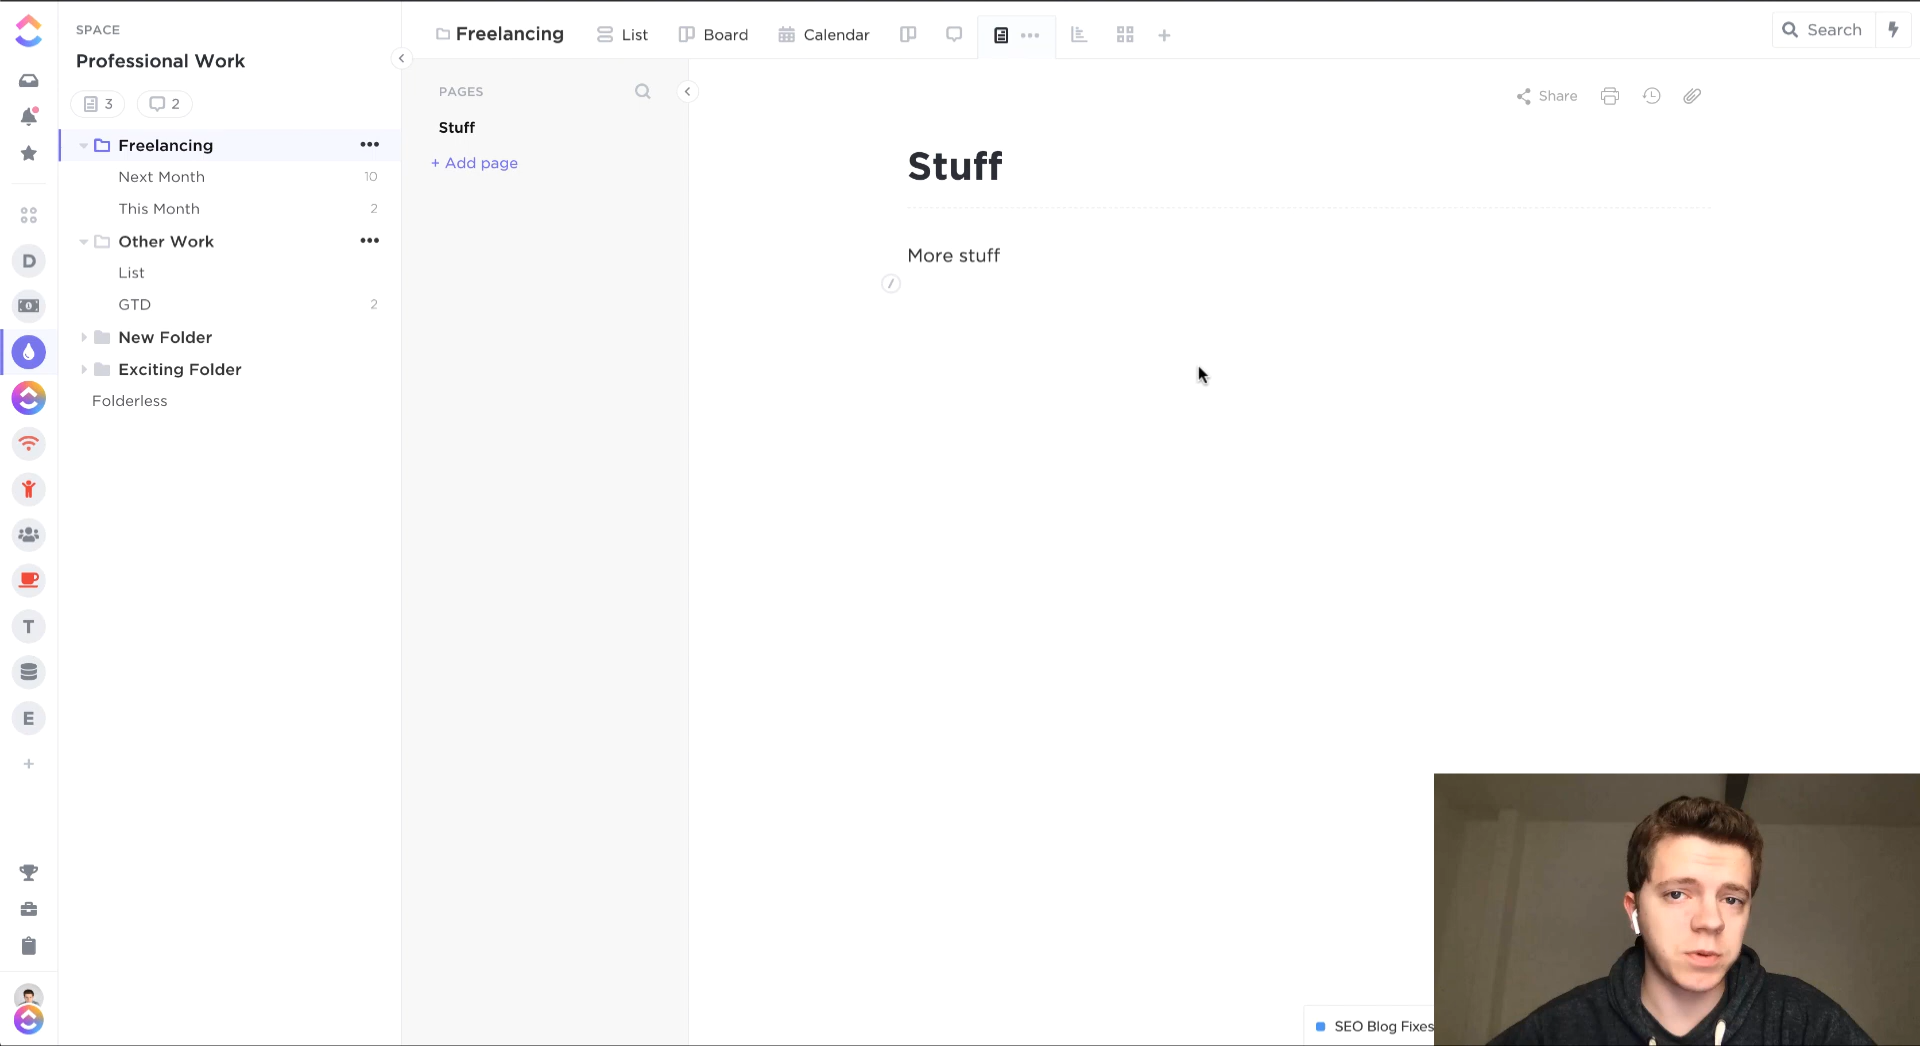 SPACE
Professional Work
3
2
Freelancing
Next Month 10
This Month 2
Other Work
List
GTD 2
New Folder
Exciting Folder
Folderless
D
T
E
Freelancing List Board Calendar
Search
PAGES
Stuff
+ Add page
Share
Stuff
More stuff
/
SEO Blog Fixes